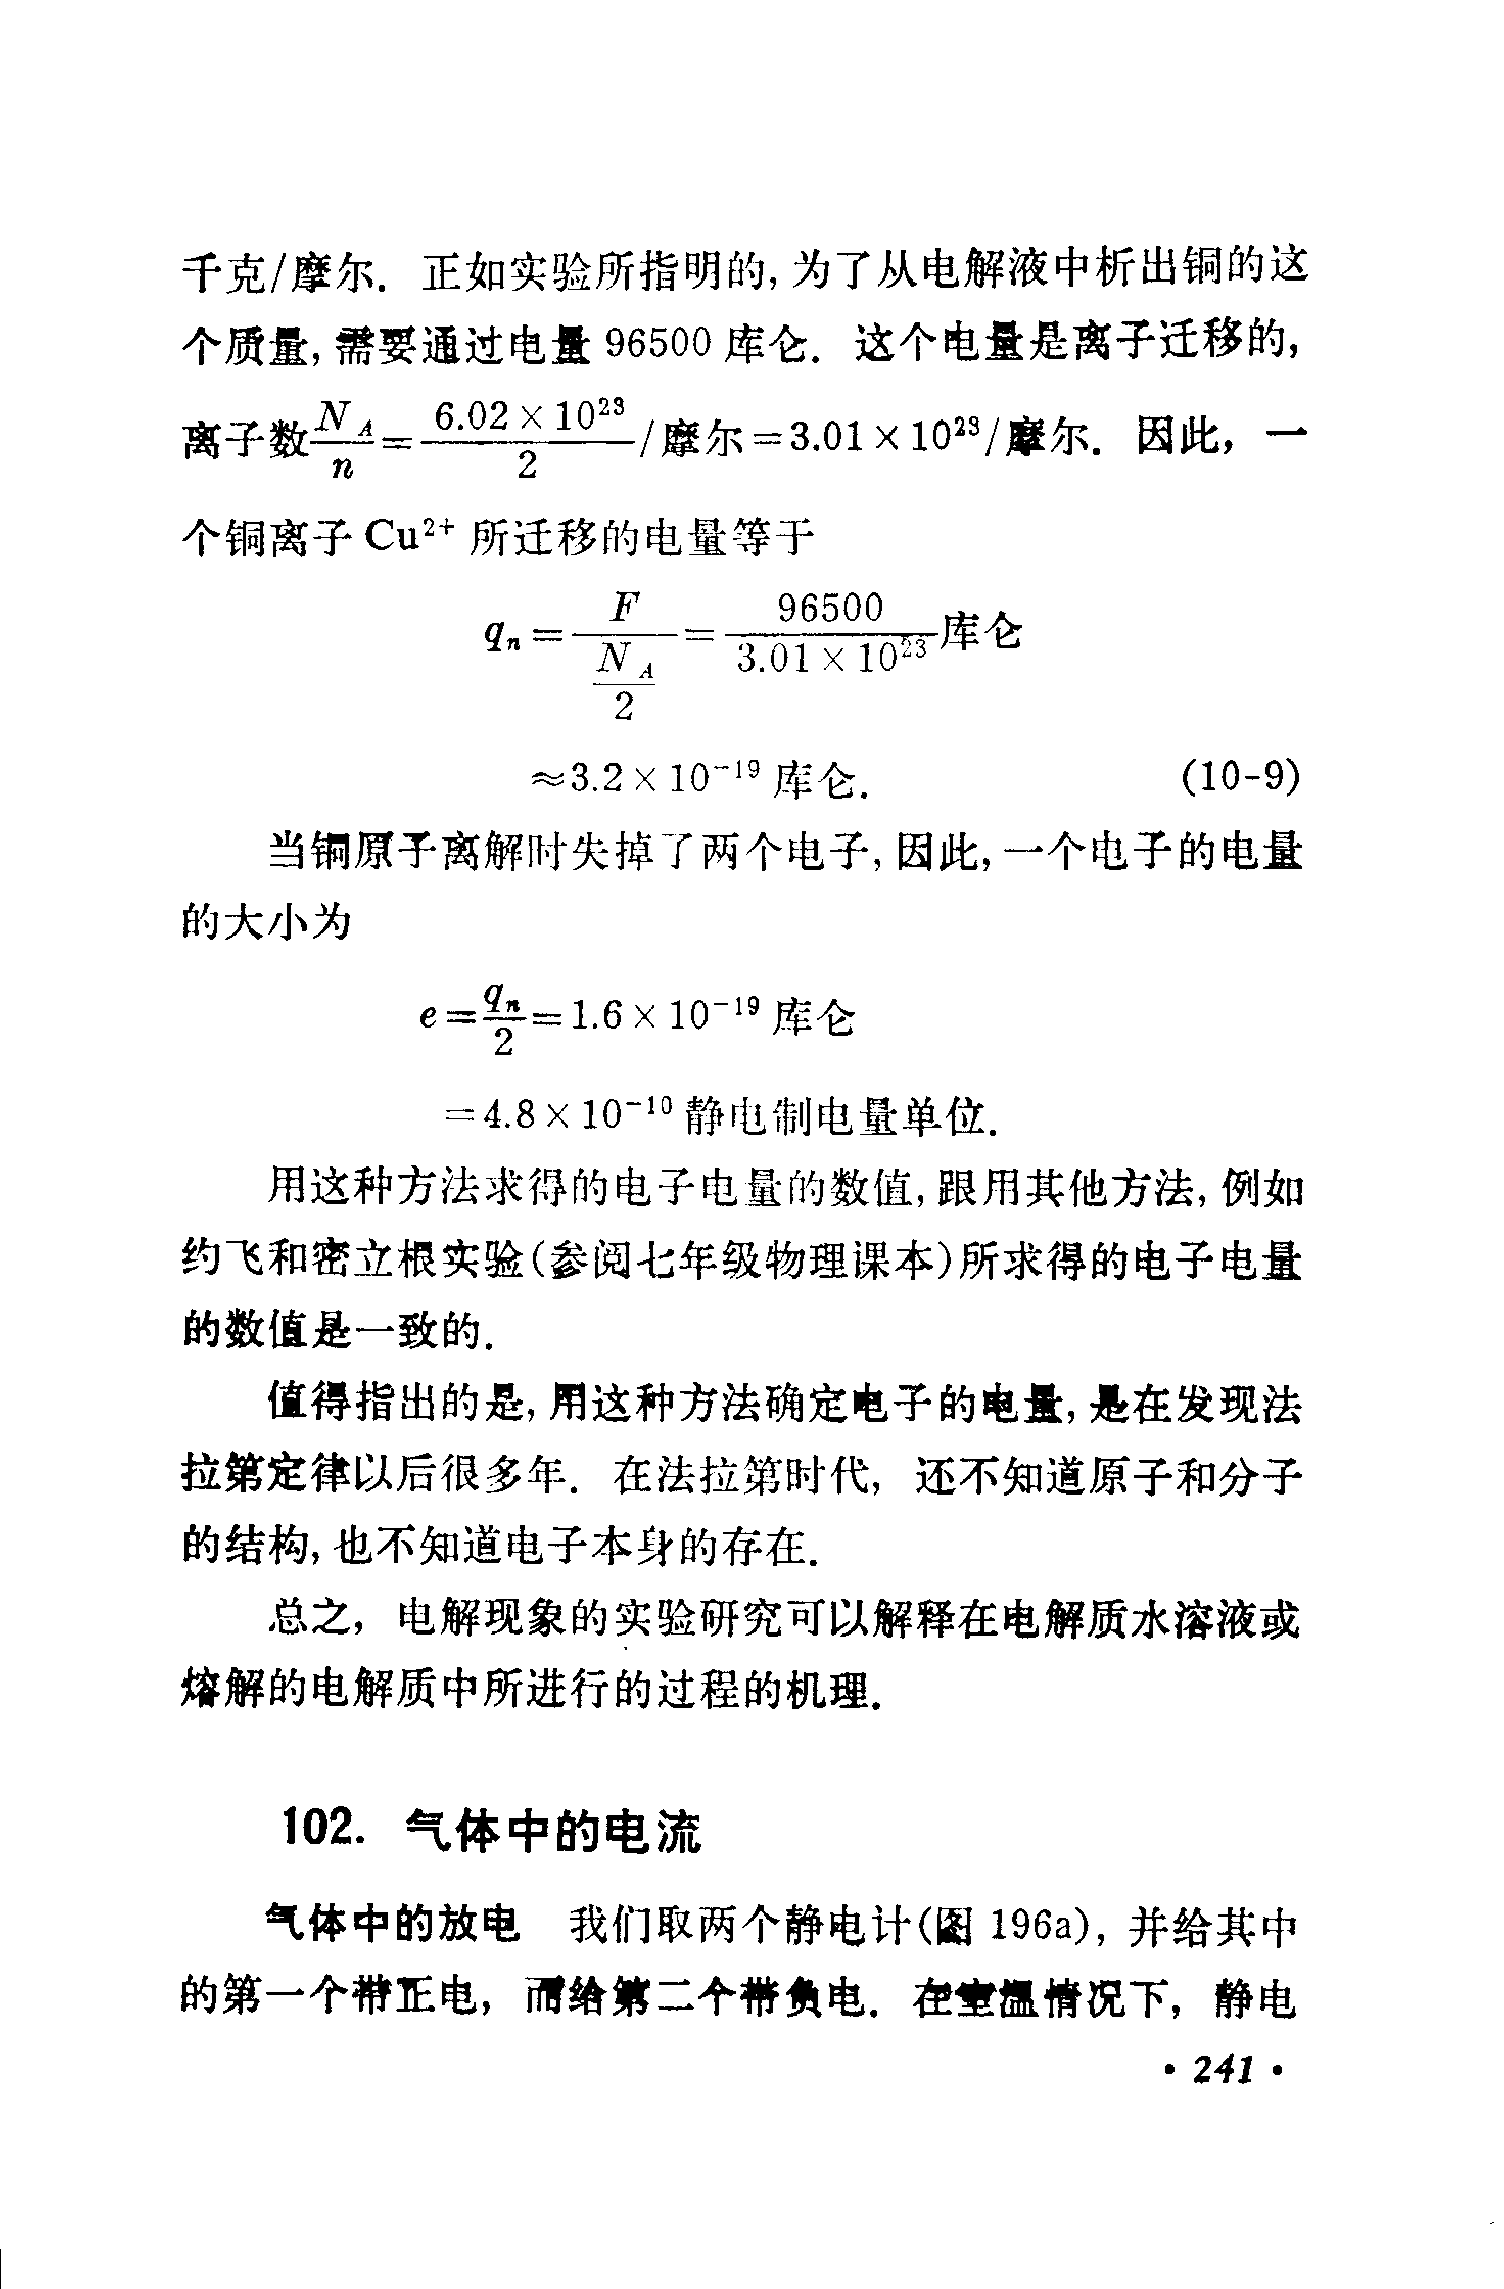 千克/摩尔．正如实验所指明的,为了从电解液中析出铜的这
个质量,需要通过电量 96500 库仑．这个电量是离子迁移的,
离子数 N_A/n = 6.02×10²³/2 /摩尔=3.01×10²³/摩尔．因此，一
个铜离子 Cu²⁺ 所迁移的电量等于
qₙ = F/(N_A/2) = 96500/(3.01×10²³) 库仑
≈3.2×10⁻¹⁹ 库仑． (10-9)
当铜原子离解时失掉了两个电子,因此,一个电子的电量
的大小为
e = qₙ/2 = 1.6×10⁻¹⁹ 库仑
=4.8×10⁻¹⁰ 静电制电量单位．
用这种方法求得的电子电量的数值,跟用其他方法,例如
约飞和密立根实验(参阅七年级物理课本)所求得的电子电量
的数值是一致的．
值得指出的是,用这种方法确定电子的电量,是在发现法
拉第定律以后很多年．在法拉第时代，还不知道原子和分子
的结构,也不知道电子本身的存在．
总之，电解现象的实验研究可以解释在电解质水溶液或
熔解的电解质中所进行的过程的机理．
102. 气体中的电流
气体中的放电 我们取两个静电计(图 196a)，并给其中
的第一个带正电，而给第二个带负电．在室温情况下，静电
· 241 ·